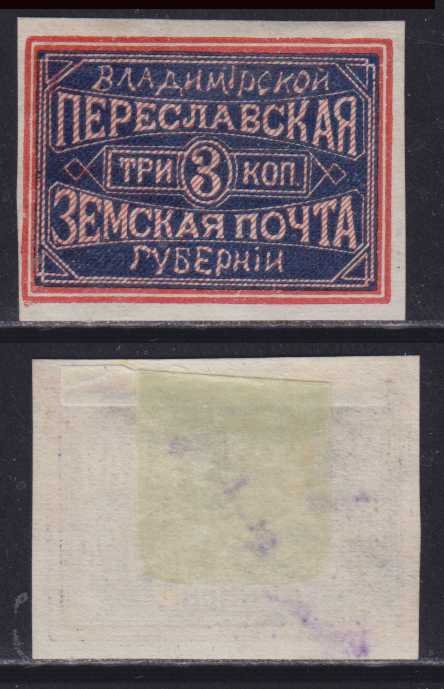 ВЛАДИМІРСКОЙ
ПЕРЕСЛАВСКАЯ
ТРИ 3 КОП.
ЗЕМСКАЯ ПОЧТА
ГУБЕРНІИ